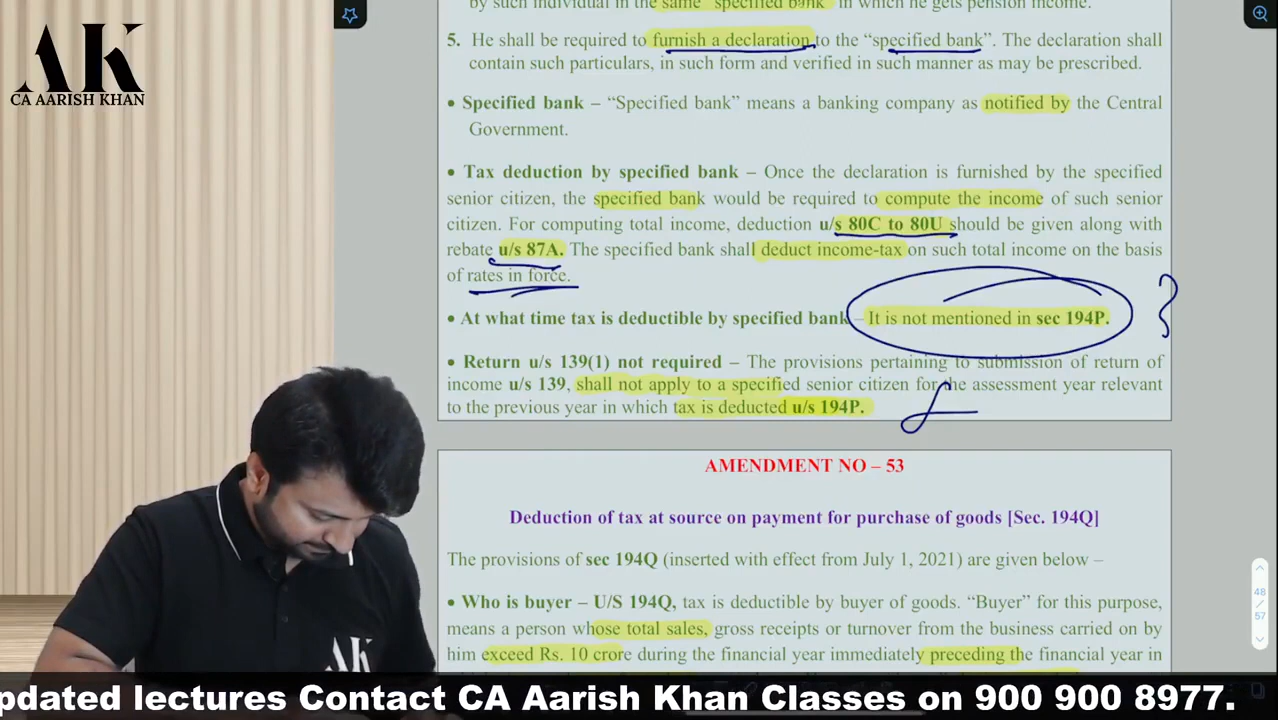 by such individual in the same "specified bank" in which he gets pension income.
5. He shall be required to furnish a declaration to the "specified bank". The declaration shall
contain such particulars, in such form and verified in such manner as may be prescribed.
• Specified bank – "Specified bank" means a banking company as notified by the Central
Government.
• Tax deduction by specified bank – Once the declaration is furnished by the specified
senior citizen, the specified bank would be required to compute the income of such senior
citizen. For computing total income, deduction u/s 80C to 80U should be given along with
rebate u/s 87A. The specified bank shall deduct income-tax on such total income on the basis
of rates in force.
• At what time tax is deductible by specified bank – It is not mentioned in sec 194P.
• Return u/s 139(1) not required – The provisions pertaining to submission of return of
income u/s 139, shall not apply to a specified senior citizen for the assessment year relevant
to the previous year in which tax is deducted u/s 194P.
AMENDMENT NO – 53
Deduction of tax at source on payment for purchase of goods [Sec. 194Q]
The provisions of sec 194Q (inserted with effect from July 1, 2021) are given below –
• Who is buyer – U/S 194Q, tax is deductible by buyer of goods. "Buyer" for this purpose,
means a person whose total sales, gross receipts or turnover from the business carried on by
him exceed Rs. 10 crore during the financial year immediately preceding the financial year in
AK
CA AARISH KHAN
AK
48
/
57
pdated lectures Contact CA Aarish Khan Classes on 900 900 8977.